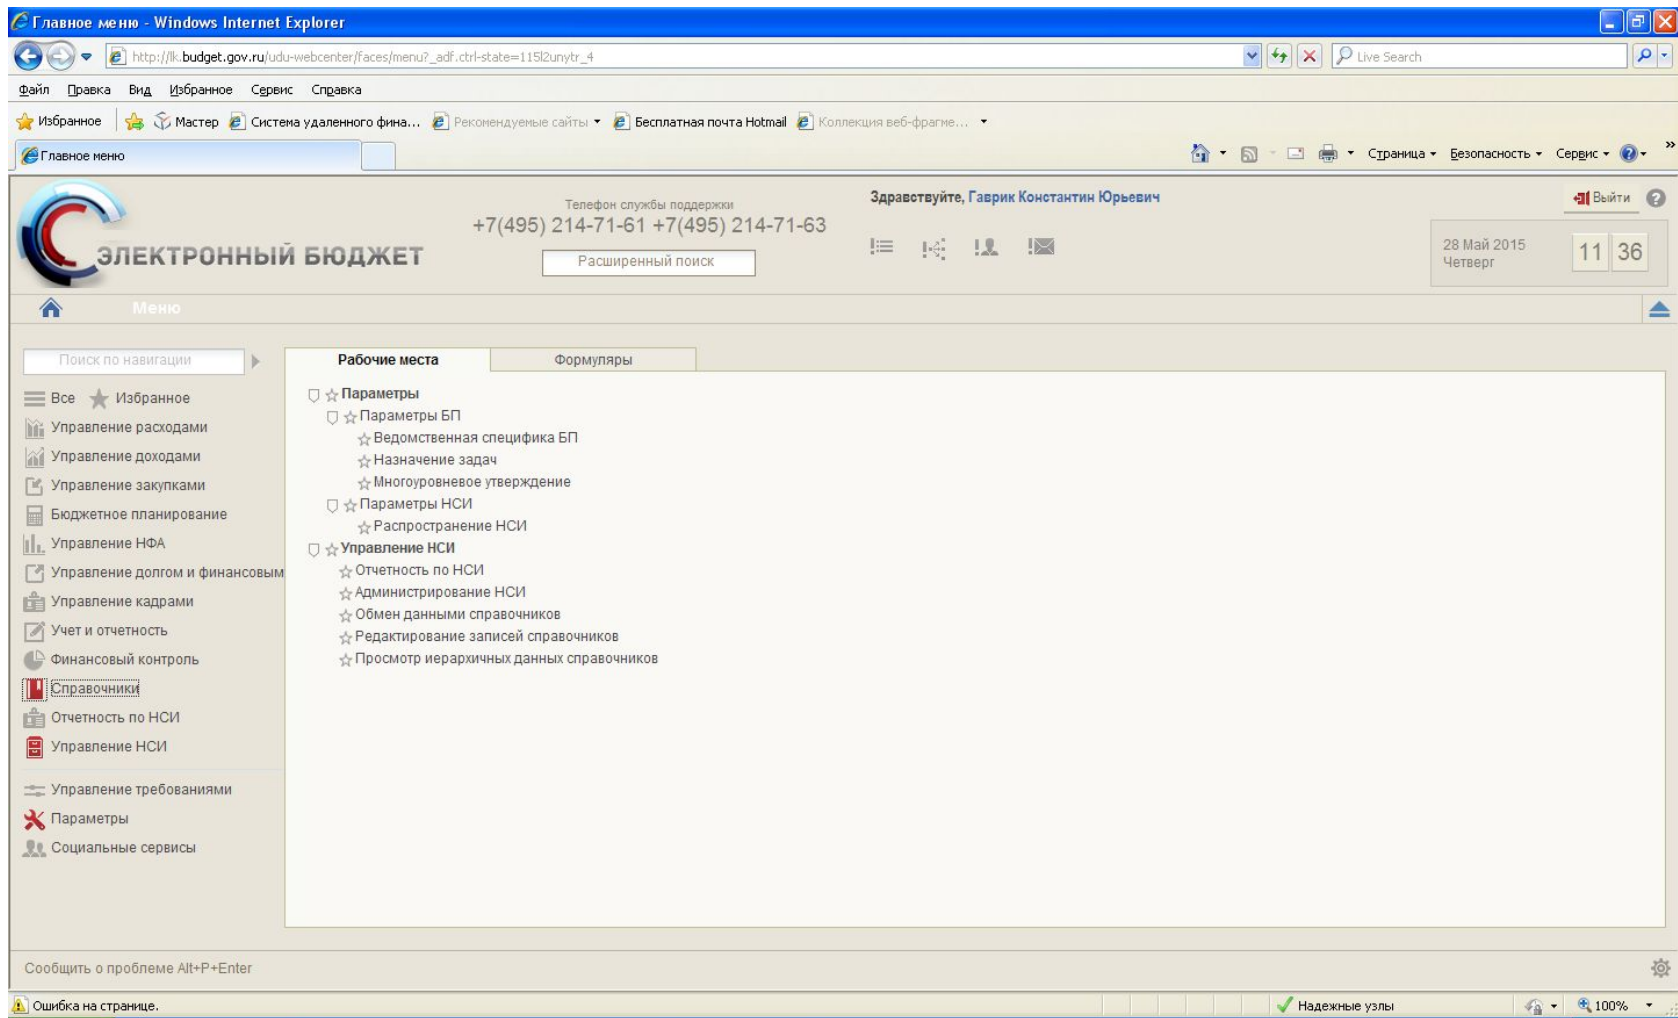 Главное меню - Windows Internet Explorer
http://lk.budget.gov.ru/udu-webcenter/faces/menu?_adf.ctrl-state=115l2unytr_4
Live Search
Файл Правка Вид Избранное Сервис Справка
Избранное Мастер Система удаленного фина... Рекомендуемые сайты Бесплатная почта Hotmail Коллекция веб-фрагме...
Главное меню
Страница Безопасность Сервис »
ЭЛЕКТРОННЫЙ БЮДЖЕТ
Телефон службы поддержки
+7(495) 214-71-61 +7(495) 214-71-63
Расширенный поиск
Здравствуйте, Гаврик Константин Юрьевич
Выйти
28 Май 2015
Четверг
11 36
Меню
Поиск по навигации
Все Избранное
Управление расходами
Управление доходами
Управление закупками
Бюджетное планирование
Управление НФА
Управление долгом и финансовым
Управление кадрами
Учет и отчетность
Финансовый контроль
Справочники
Отчетность по НСИ
Управление НСИ
Управление требованиями
Параметры
Социальные сервисы
Рабочие места Формуляры
Параметры
Параметры БП
Ведомственная специфика БП
Назначение задач
Многоуровневое утверждение
Параметры НСИ
Распространение НСИ
Управление НСИ
Отчетность по НСИ
Администрирование НСИ
Обмен данными справочников
Редактирование записей справочников
Просмотр иерархичных данных справочников
Сообщить о проблеме Alt+P+Enter
Ошибка на странице.
Надежные узлы
100%